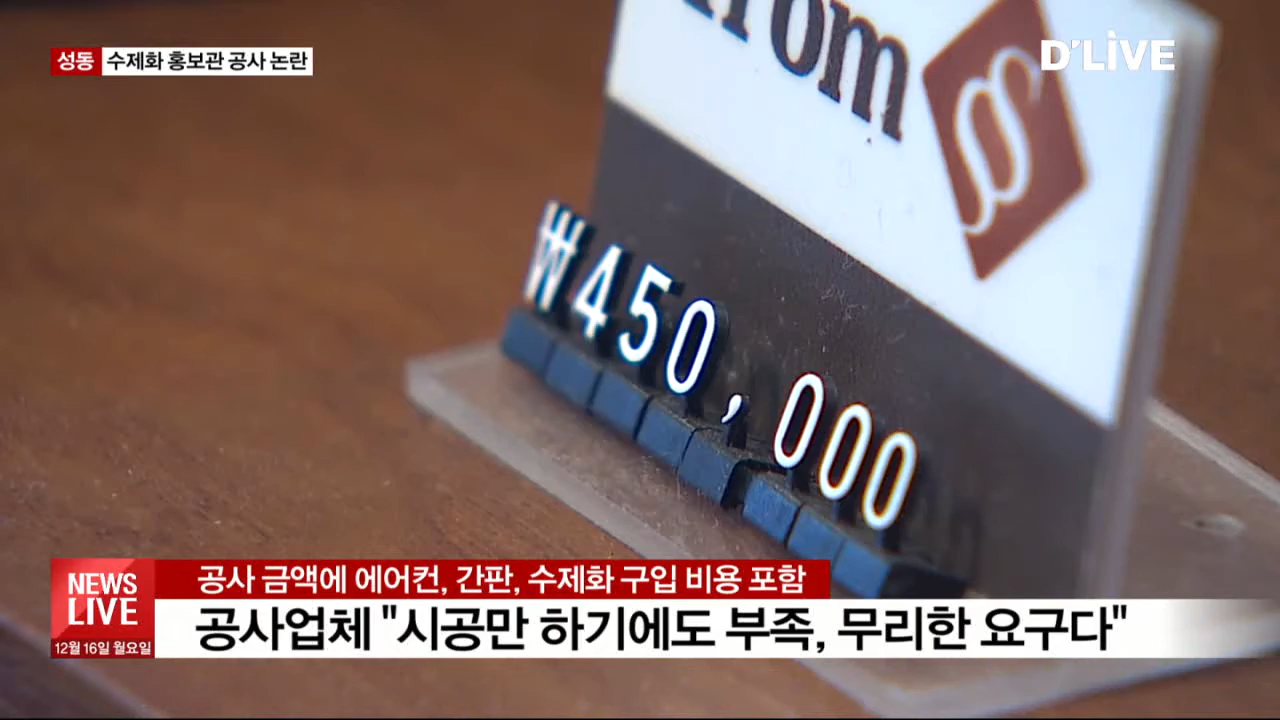 성동 수제화 홍보관 공사 논란
D'LIVE
from
₩450,000
NEWS
LIVE
12월 16일 월요일
공사 금액에 에어컨, 간판, 수제화 구입 비용 포함
공사업체 "시공만 하기에도 부족, 무리한 요구다"